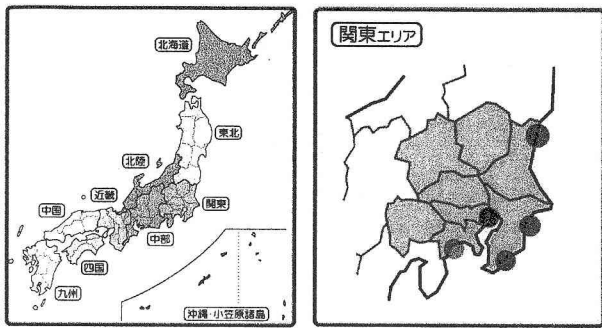 北海道
東北
北陸
近畿
関東
中国
中部
四国
九州
沖縄・小笠原諸島
関東エリア